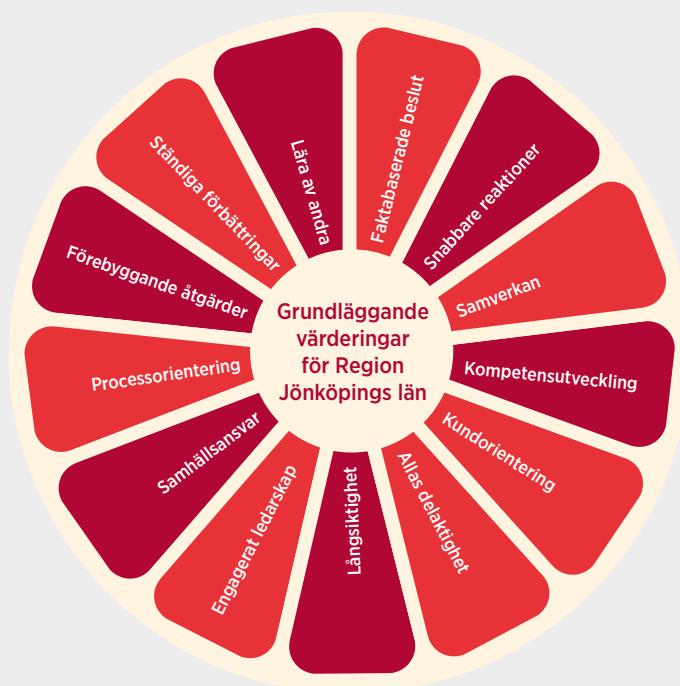 Grundläggande
värderingar
för Region
Jönköpings län
Faktabaserade beslut
Snabbare reaktioner
Samverkan
Kompetensutveckling
Kundorientering
Allas delaktighet
Långsiktighet
Engagerat ledarskap
Samhällsansvar
Processorientering
Förebyggande åtgärder
Ständiga förbättringar
Lära av andra